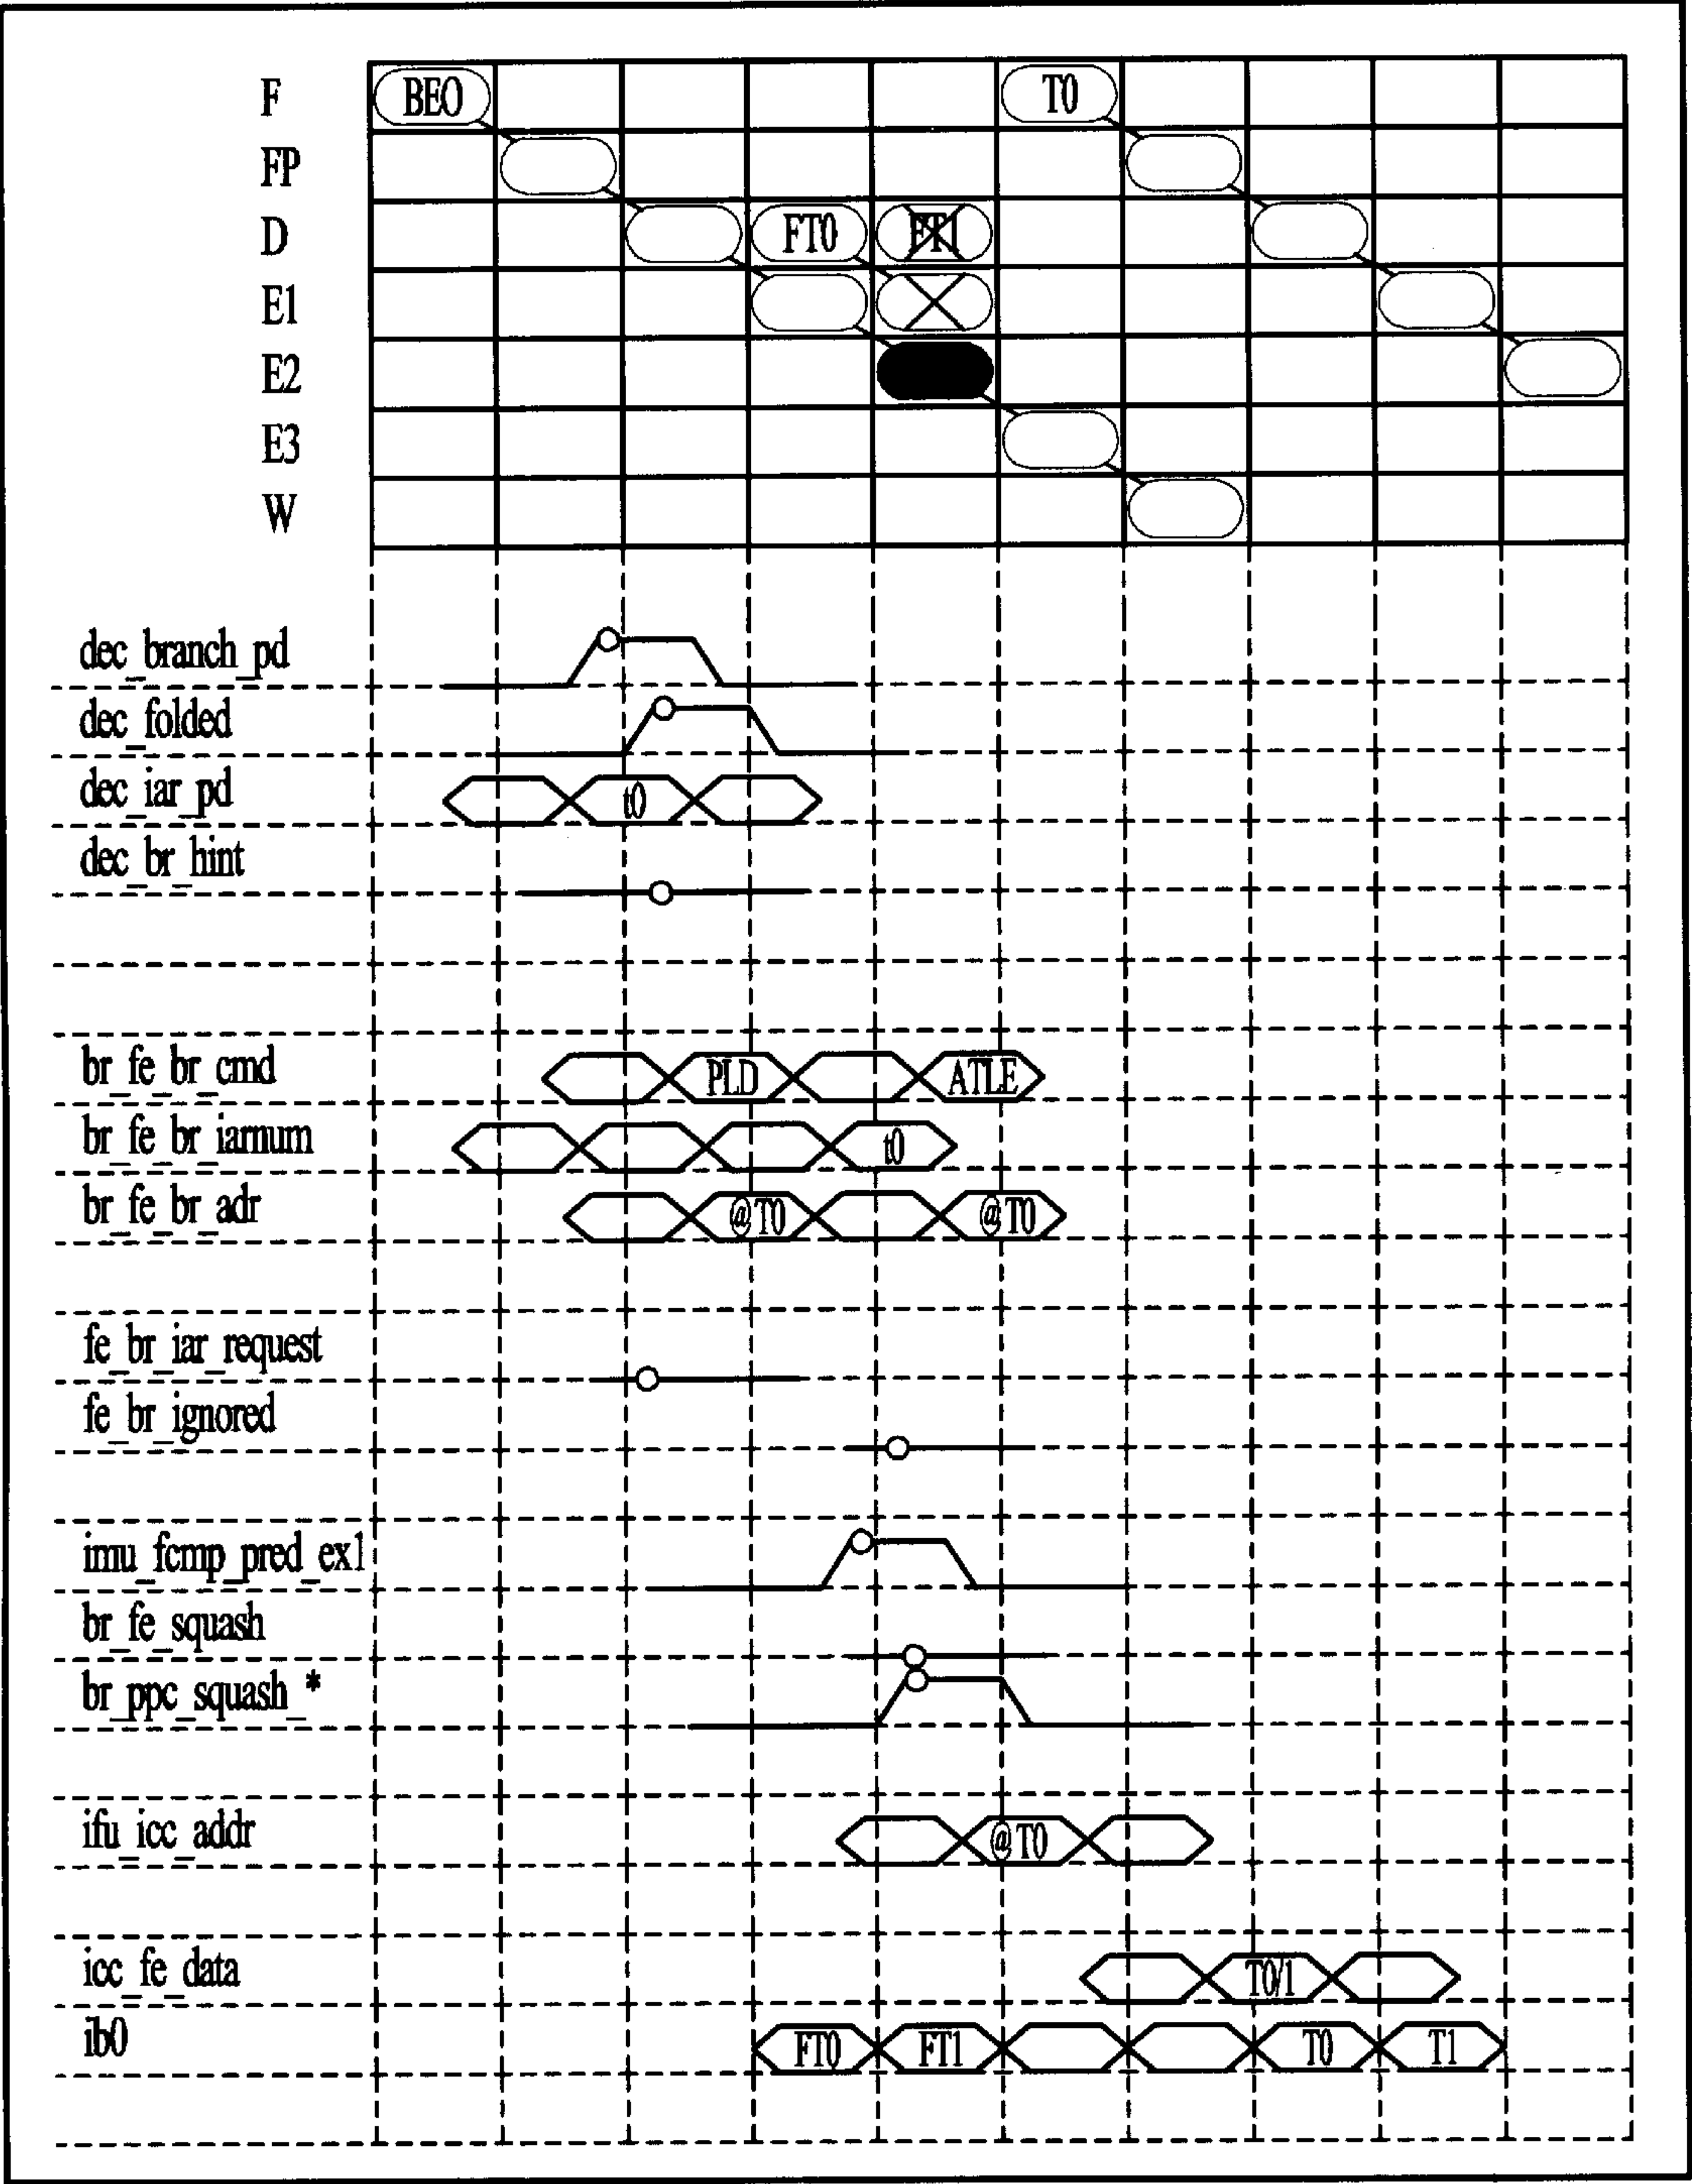 F BEO T0
FP
D FT0 FT1
E1
E2
E3
W
dec_branch_pd
dec_folded
dec_iar_pd t0
dec_br_hint
br_fe_br_cmd PLD ATLE
br_fe_br_iarnum t0
br_fe_br_adr @T0 @T0
fe_br_iar_request
fe_br_ignored
imu_fcmp_pred_ex1
br_fe_squash
br_ppc_squash_*
ifu_icc_addr @T0
icc_fe_data T0/1
ib0 FT0 FT1 T0 T1